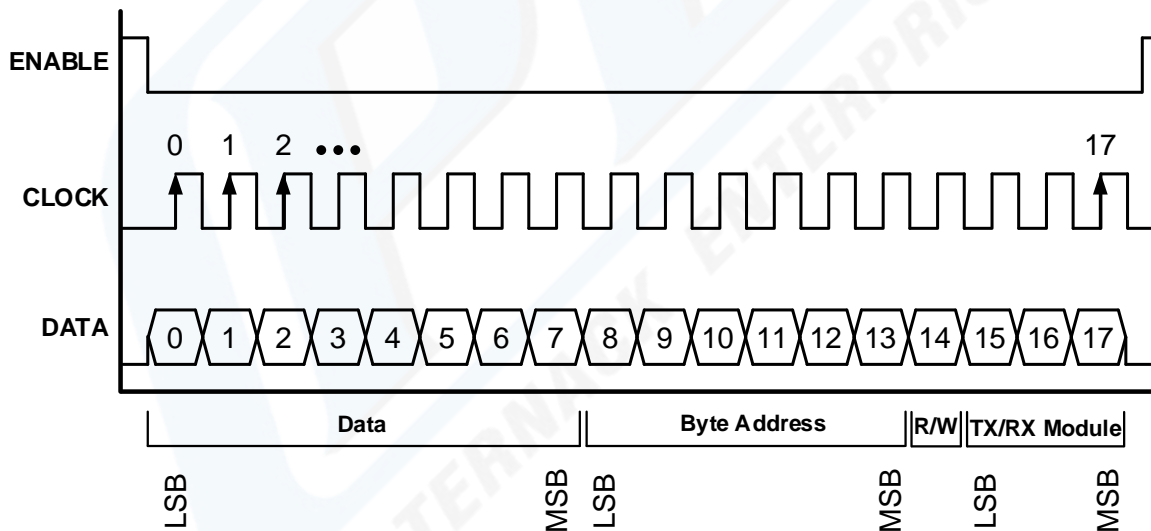 ENABLE
0 1 2 ••• 17
CLOCK
DATA 0 1 2 3 4 5 6 7 8 9 10 11 12 13 14 15 16 17
Data Byte Address R/W TX/RX Module
LSB MSB LSB MSB LSB MSB